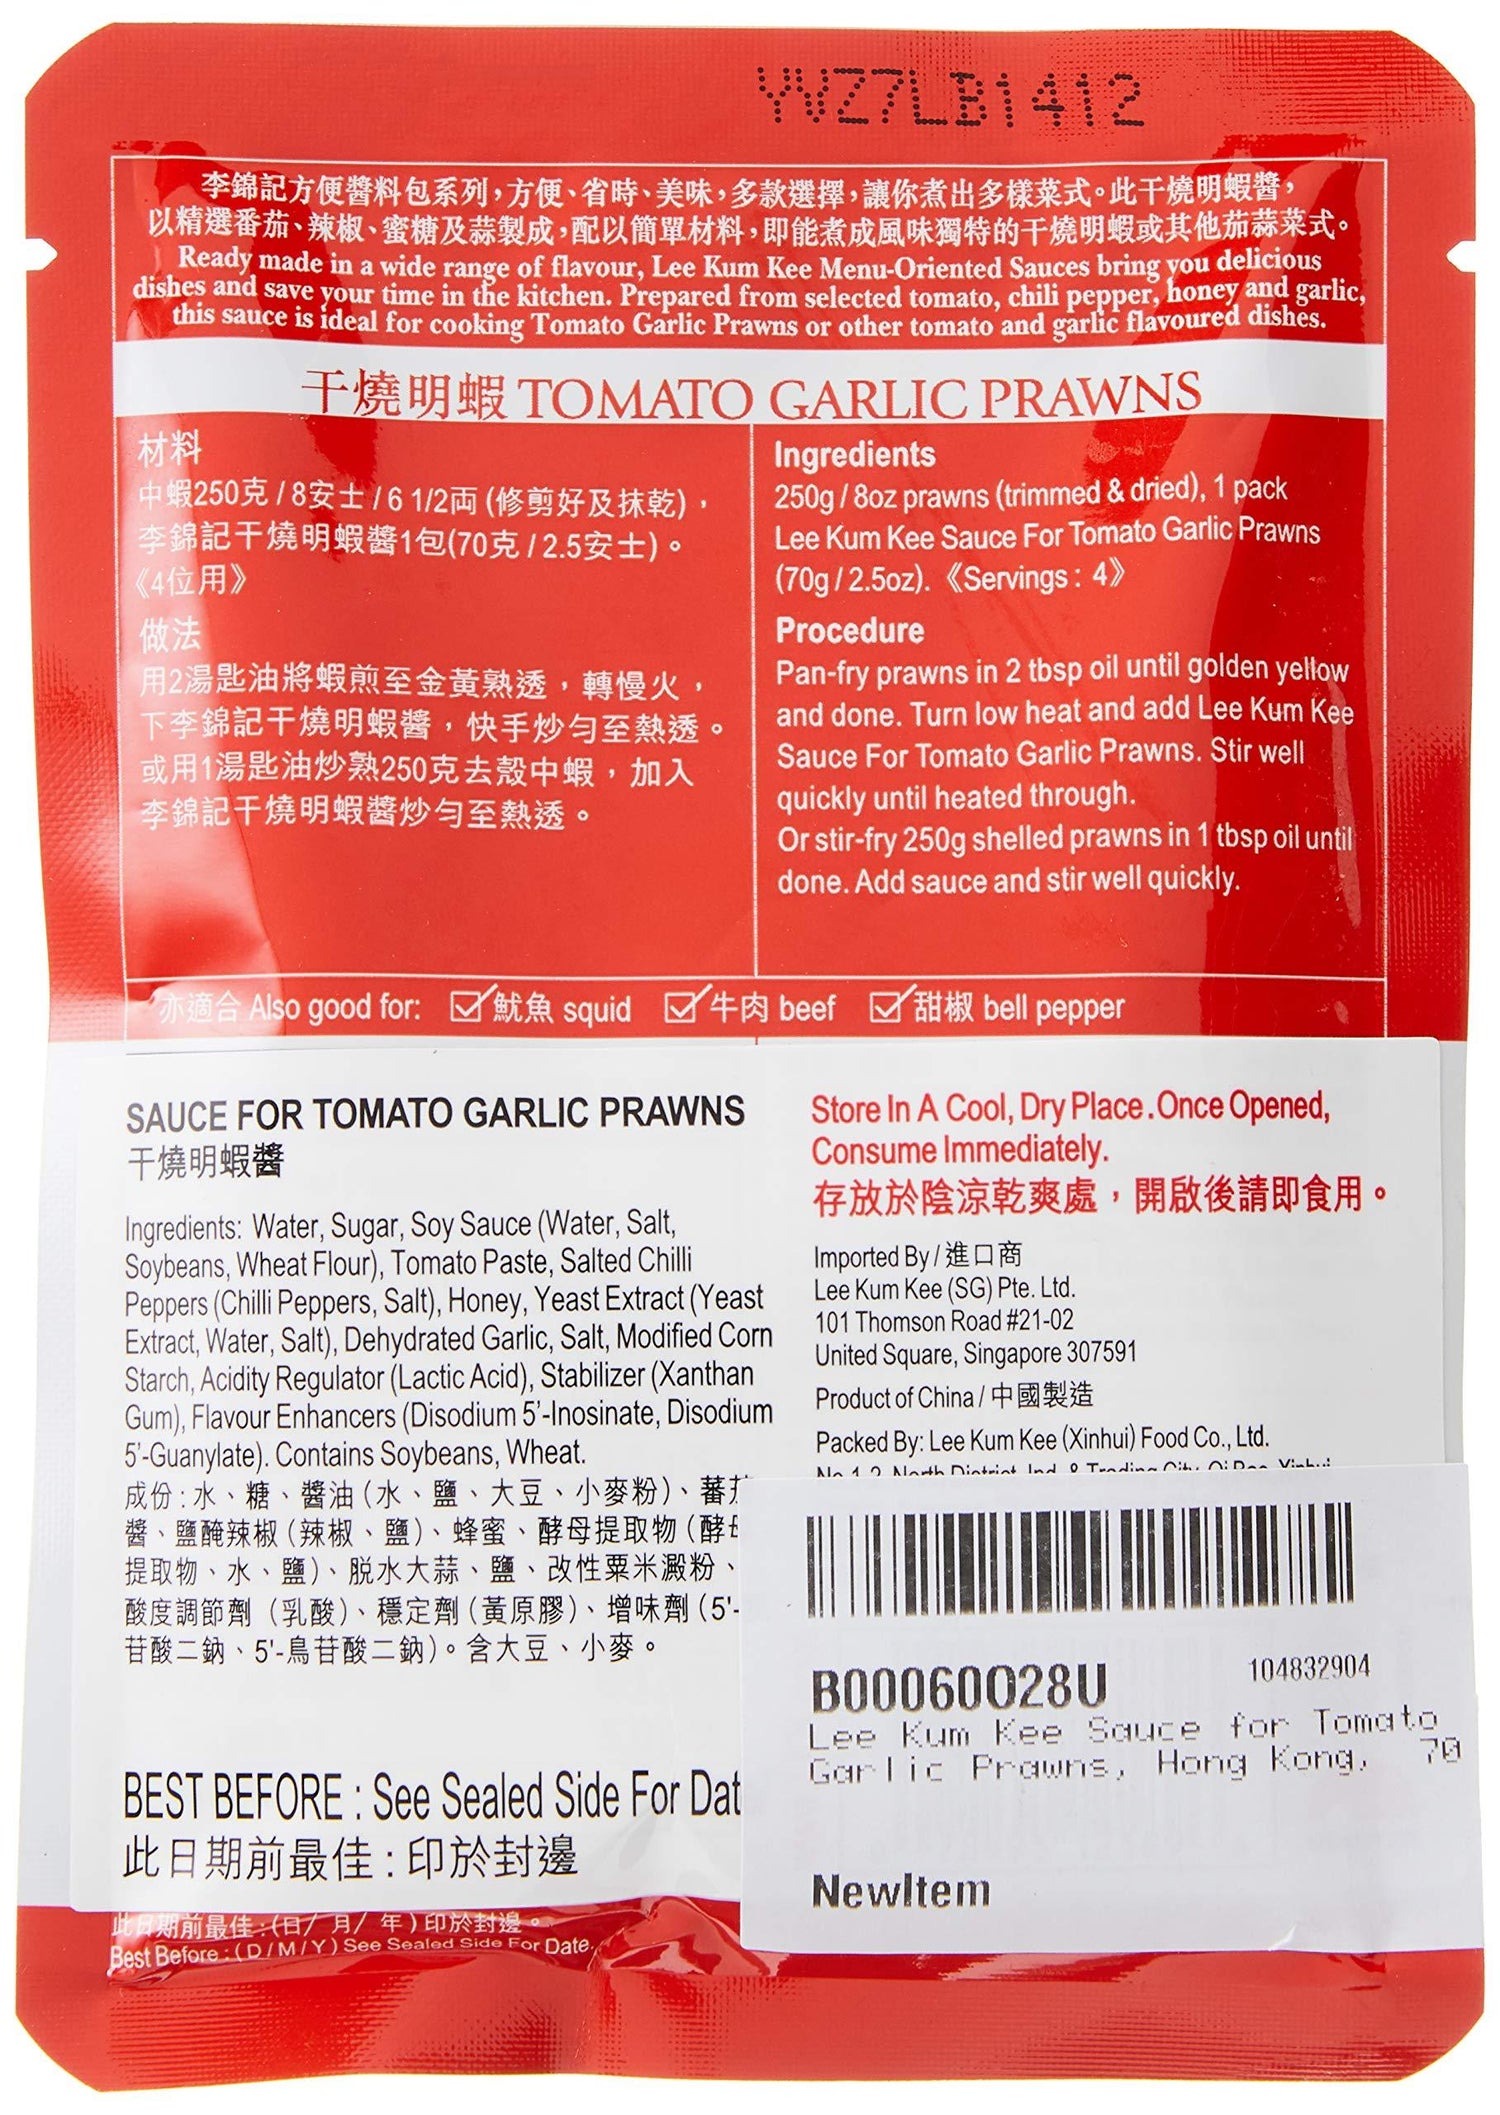 YVZ7LB1412
李錦記方便醬料包系列,方便、省時、美味,多款選擇,讓你煮出多樣菜式。此干燒明蝦醬,
以精選番茄、辣椒、蜜糖及蒜製成,配以簡單材料,即能煮成風味獨特的干燒明蝦或其他茄蒜菜式。
Ready made in a wide range of flavour, Lee Kum Kee Menu-Oriented Sauces bring you delicious
dishes and save your time in the kitchen. Prepared from selected tomato, chili pepper, honey and garlic,
this sauce is ideal for cooking Tomato Garlic Prawns or other tomato and garlic flavoured dishes.
干燒明蝦 TOMATO GARLIC PRAWNS
材料
中蝦250克 / 8安士 / 6 1/2両 (修剪好及抹乾),
李錦記干燒明蝦醬1包(70克 / 2.5安士)。
《4位用》
做法
用2湯匙油將蝦煎至金黃熟透,轉慢火,
下李錦記干燒明蝦醬,快手炒勻至熱透。
或用1湯匙油炒熟250克去殼中蝦,加入
李錦記干燒明蝦醬炒勻至熱透。
Ingredients
250g / 8oz prawns (trimmed & dried), 1 pack
Lee Kum Kee Sauce For Tomato Garlic Prawns
(70g / 2.5oz). 《Servings : 4》
Procedure
Pan-fry prawns in 2 tbsp oil until golden yellow
and done. Turn low heat and add Lee Kum Kee
Sauce For Tomato Garlic Prawns. Stir well
quickly until heated through.
Or stir-fry 250g shelled prawns in 1 tbsp oil until
done. Add sauce and stir well quickly.
亦適合 Also good for: 魷魚 squid 牛肉 beef 甜椒 bell pepper
SAUCE FOR TOMATO GARLIC PRAWNS
干燒明蝦醬
Ingredients: Water, Sugar, Soy Sauce (Water, Salt,
Soybeans, Wheat Flour), Tomato Paste, Salted Chilli
Peppers (Chilli Peppers, Salt), Honey, Yeast Extract (Yeast
Extract, Water, Salt), Dehydrated Garlic, Salt, Modified Corn
Starch, Acidity Regulator (Lactic Acid), Stabilizer (Xanthan
Gum), Flavour Enhancers (Disodium 5'-Inosinate, Disodium
5'-Guanylate). Contains Soybeans, Wheat.
成份 : 水、糖、醬油 (水、鹽、大豆、小麥粉)、蕃茄
醬、鹽醃辣椒 (辣椒、鹽)、蜂蜜、酵母提取物 (酵母
提取物、水、鹽)、脱水大蒜、鹽、改性粟米澱粉、
酸度調節劑 (乳酸)、穩定劑 (黃原膠)、增味劑 (5'-
苷酸二鈉、5'-鳥苷酸二鈉)。含大豆、小麥。
BEST BEFORE : See Sealed Side For Dat
此日期前最佳 : 印於封邊
Store In A Cool, Dry Place. Once Opened,
Consume Immediately.
存放於陰涼乾爽處,開啟後請即食用。
Imported By / 進口商
Lee Kum Kee (SG) Pte. Ltd.
101 Thomson Road #21-02
United Square, Singapore 307591
Product of China / 中國製造
Packed By: Lee Kum Kee (Xinhui) Food Co., Ltd.
No. 1-2, North District, Ind. & Trading City, Qi Bao, Xinhui
B00060O28U
104832904
Lee Kum Kee Sauce for Tomato
Garlic Prawns, Hong Kong, 70
NewItem
此日期前最佳 : (日/ 月/ 年) 印於封邊。
Best Before : (D/M/Y) See Sealed Side For Date.